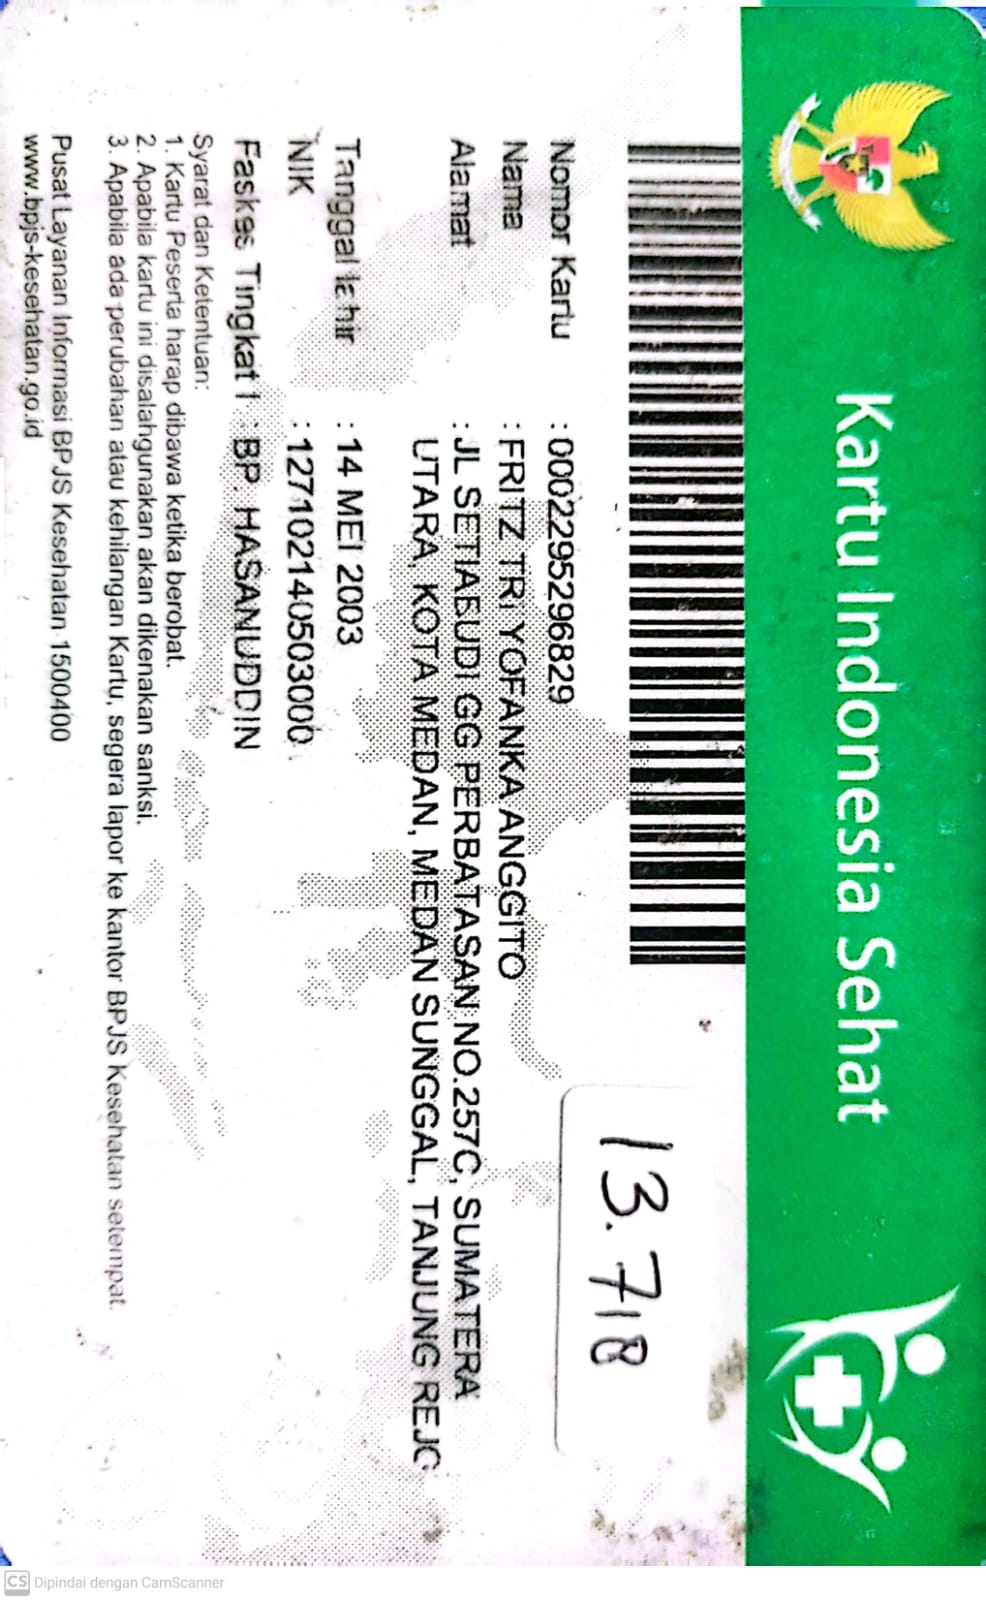 Kartu Indonesia Sehat
13.718
Nomor Kartu : 0002295296829
Nama : FRITZ TRI YOFANKA ANGGITO
Alamat : JL SETIABUDI GG PERBATASAN NO.257C, SUMATERA
UTARA, KOTA MEDAN, MEDAN SUNGGAL, TANJUNG REJO
Tanggal lahir : 14 MEI 2003
NIK : 127102140503000
Faskes Tingkat 1 : BP. HASANUDDIN
Syarat dan Ketentuan:
1. Kartu Peserta harap dibawa ketika berobat.
2. Apabila kartu ini disalahgunakan akan dikenakan sanksi.
3. Apabila ada perubahan atau kehilangan Kartu, segera lapor ke kantor BPJS Kesehatan setempat.
Pusat Layanan Informasi BPJS Kesehatan 1500400
www.bpjs-kesehatan.go.id
CS Dipindai dengan CamScanner